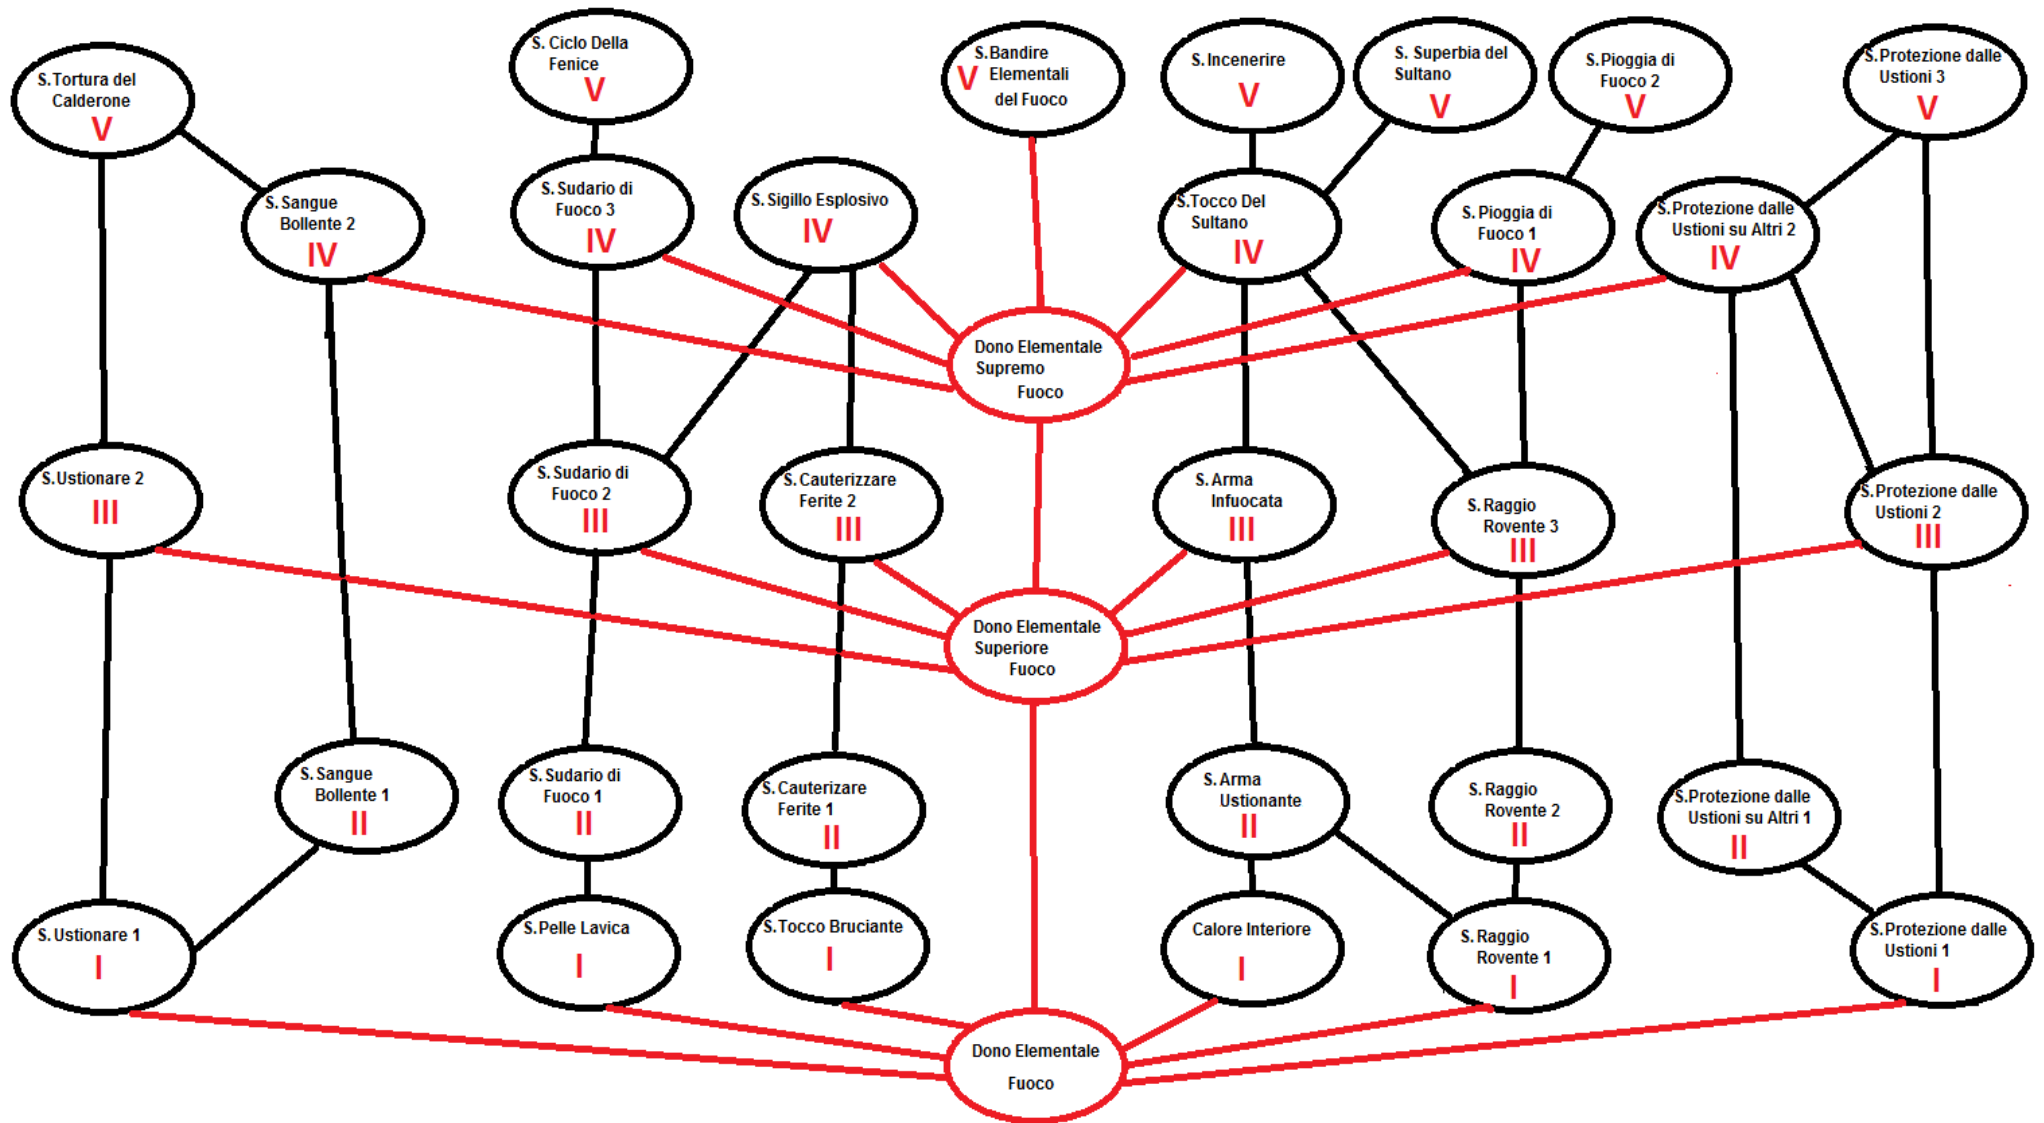 S. Ciclo Della
Fenice
V
S.Bandire
V Elementali
del Fuoco
S.Incenerire
V
S. Superbia del
Sultano
V
S.Pioggia di
Fuoco 2
V
S.Protezione dalle
Ustioni 3
V
S.Tortura del
Calderone
V
S. Sangue
Bollente 2
IV
S. Sudario di
Fuoco 3
IV
S. Sigillo Esplosivo
IV
S.Tocco Del
Sultano
IV
S. Pioggia di
Fuoco 1
IV
S.Protezione dalle
Ustioni su Altri 2
IV
Dono Elementale
Supremo
Fuoco
S.Ustionare 2
III
S. Sudario di
Fuoco 2
III
S. Cauterizzare
Ferite 2
III
S. Arma
Infuocata
III
S. Raggio
Rovente 3
III
S.Protezione dalle
Ustioni 2
III
Dono Elementale
Superiore
Fuoco
S. Sangue
Bollente 1
II
S. Sudario di
Fuoco 1
II
S. Cauterizare
Ferite 1
II
S. Arma
Ustionante
II
S. Raggio
Rovente 2
II
S.Protezione dalle
Ustioni su Altri 1
II
S. Ustionare 1
I
S.Pelle Lavica
I
S.Tocco Bruciante
I
Calore Interiore
I
S. Raggio
Rovente 1
I
S.Protezione dalle
Ustioni 1
I
Dono Elementale
Fuoco